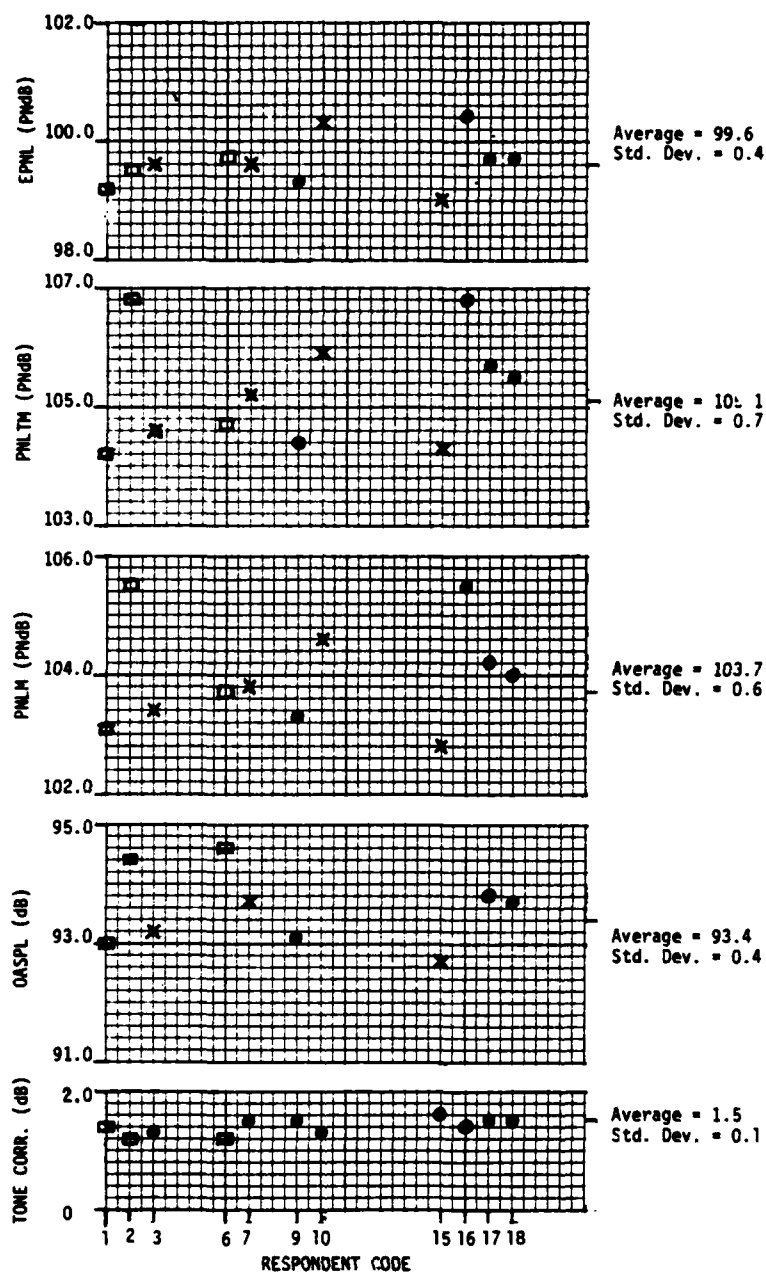 102.0
100.0
98.0
EPNL (PNdB)
Average = 99.6
Std. Dev. = 0.4
107.0
105.0
103.0
PNLTM (PNdB)
Average =
Std. Dev. = 0.7
106.0
104.0
102.0
PNLM (PNdB)
Average = 103.7
Std. Dev. = 0.6
95.0
93.0
91.0
OASPL (dB)
Average = 93.4
Std. Dev. = 0.4
2.0
0
TONE CORR. (dB)
Average = 1.5
Std. Dev. = 0.1
1 2 3 6 7 9 10 15 16 17 18
RESPONDENT CODE